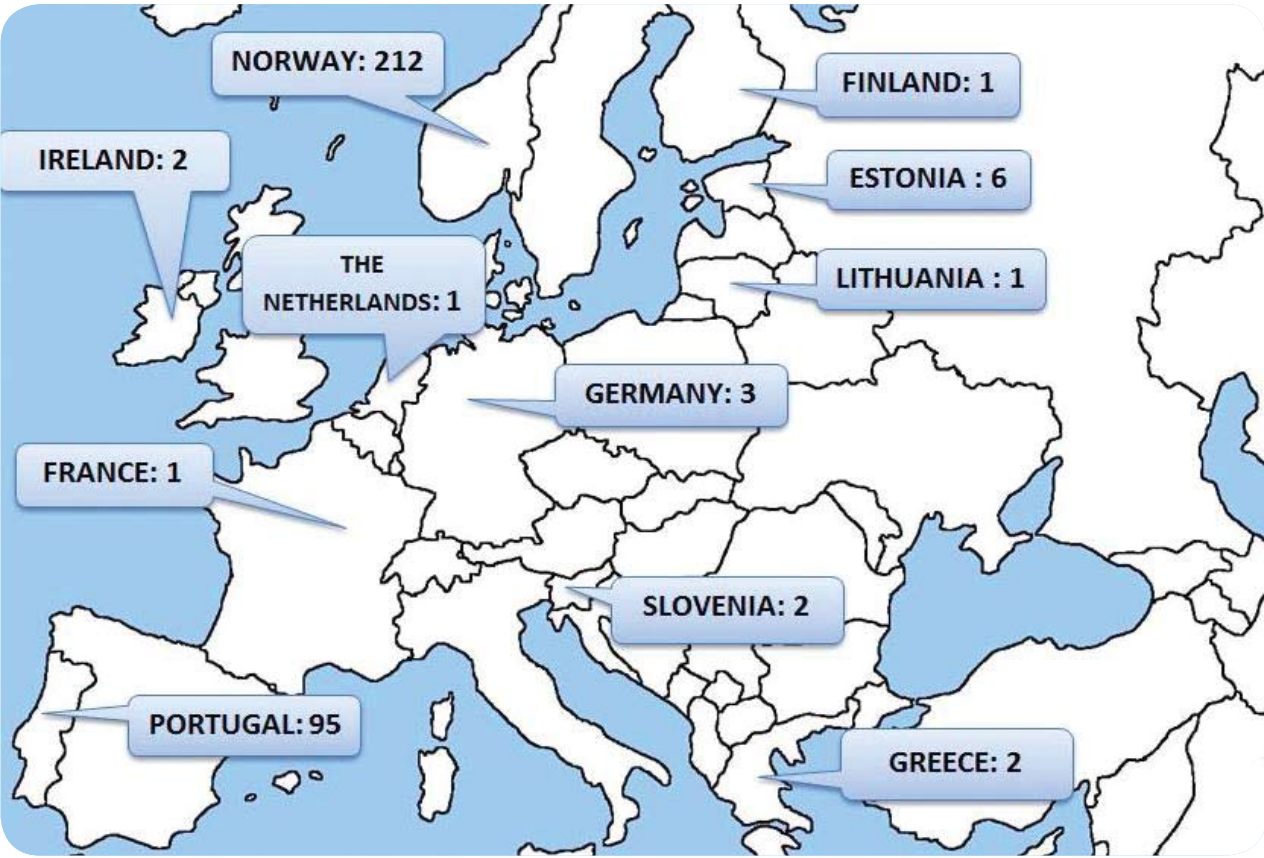 NORWAY: 212
FINLAND: 1
IRELAND: 2
ESTONIA : 6
THE
NETHERLANDS: 1
LITHUANIA : 1
GERMANY: 3
FRANCE: 1
SLOVENIA: 2
PORTUGAL: 95
GREECE: 2